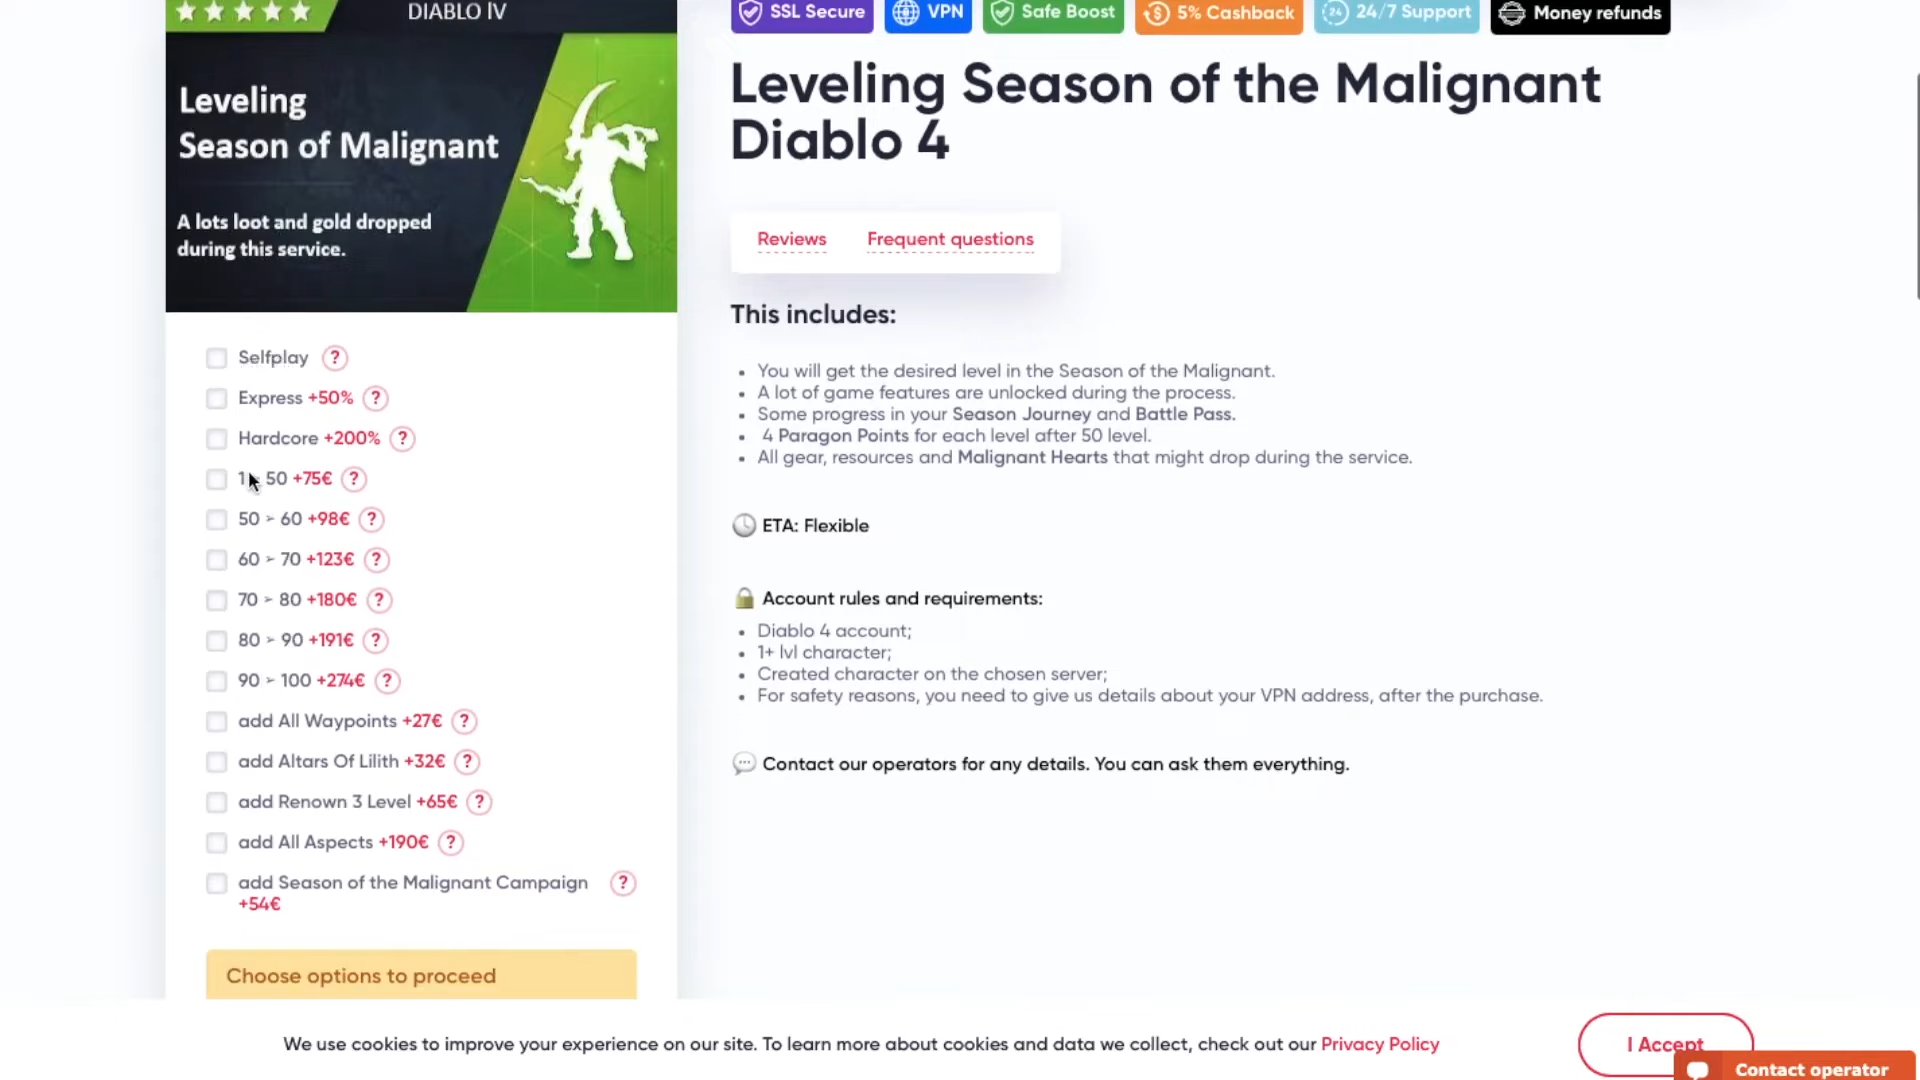 DIABLO IV
Leveling
Season of Malignant
A lots loot and gold dropped
during this service.
Selfplay ?
Express +50% ?
Hardcore +200% ?
1 50 +75€ ?
50 - 60 +98€ ?
60 - 70 +123€ ?
70 - 80 +180€ ?
80 - 90 +191€ ?
90 - 100 +274€ ?
add All Waypoints +27€ ?
add Altars Of Lilith +32€ ?
add Renown 3 Level +65€ ?
add All Aspects +190€ ?
add Season of the Malignant Campaign ?
+54€
Choose options to proceed
SSL Secure VPN Safe Boost 5% Cashback 24 24/7 Support Money refunds
Leveling Season of the Malignant
Diablo 4
Reviews Frequent questions
This includes:
• You will get the desired level in the Season of the Malignant.
• A lot of game features are unlocked during the process.
• Some progress in your Season Journey and Battle Pass.
• 4 Paragon Points for each level after 50 level.
• All gear, resources and Malignant Hearts that might drop during the service.
ETA: Flexible
Account rules and requirements:
• Diablo 4 account;
• 1+ lvl character;
• Created character on the chosen server;
• For safety reasons, you need to give us details about your VPN address, after the purchase.
Contact our operators for any details. You can ask them everything.
We use cookies to improve your experience on our site. To learn more about cookies and data we collect, check out our Privacy Policy
I Accept
Contact operator